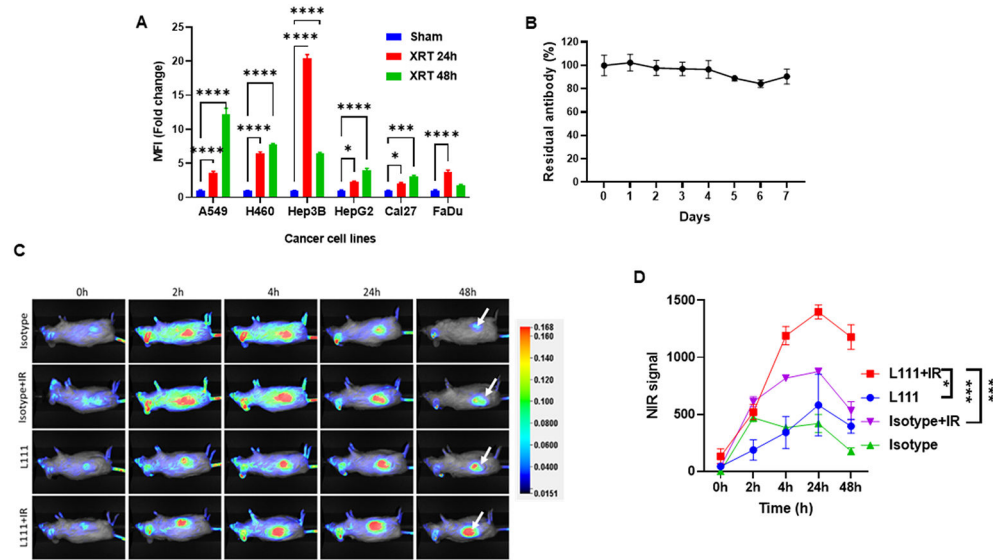 A
25
20
15
10
5
0
MFI (Fold change)
****
****
****
****
****
****
****
*
****
*
***
****
Sham
XRT 24h
XRT 48h
A549 H460 Hep3B HepG2 Cal27 FaDu
Cancer cell lines
B
120
100
80
60
40
20
0
Residual antibody (%)
0 1 2 3 4 5 6 7
Days
C
0h 2h 4h 24h 48h
Isotype
Isotype+IR
L111
L111+IR
0.168
0.160
0.140
0.120
0.100
0.0800
0.0600
0.0400
0.0151
D
1500
1000
500
0
NIR signal
0h 2h 4h 24h 48h
Time (h)
L111+IR
L111
Isotype+IR
Isotype
*
***
***